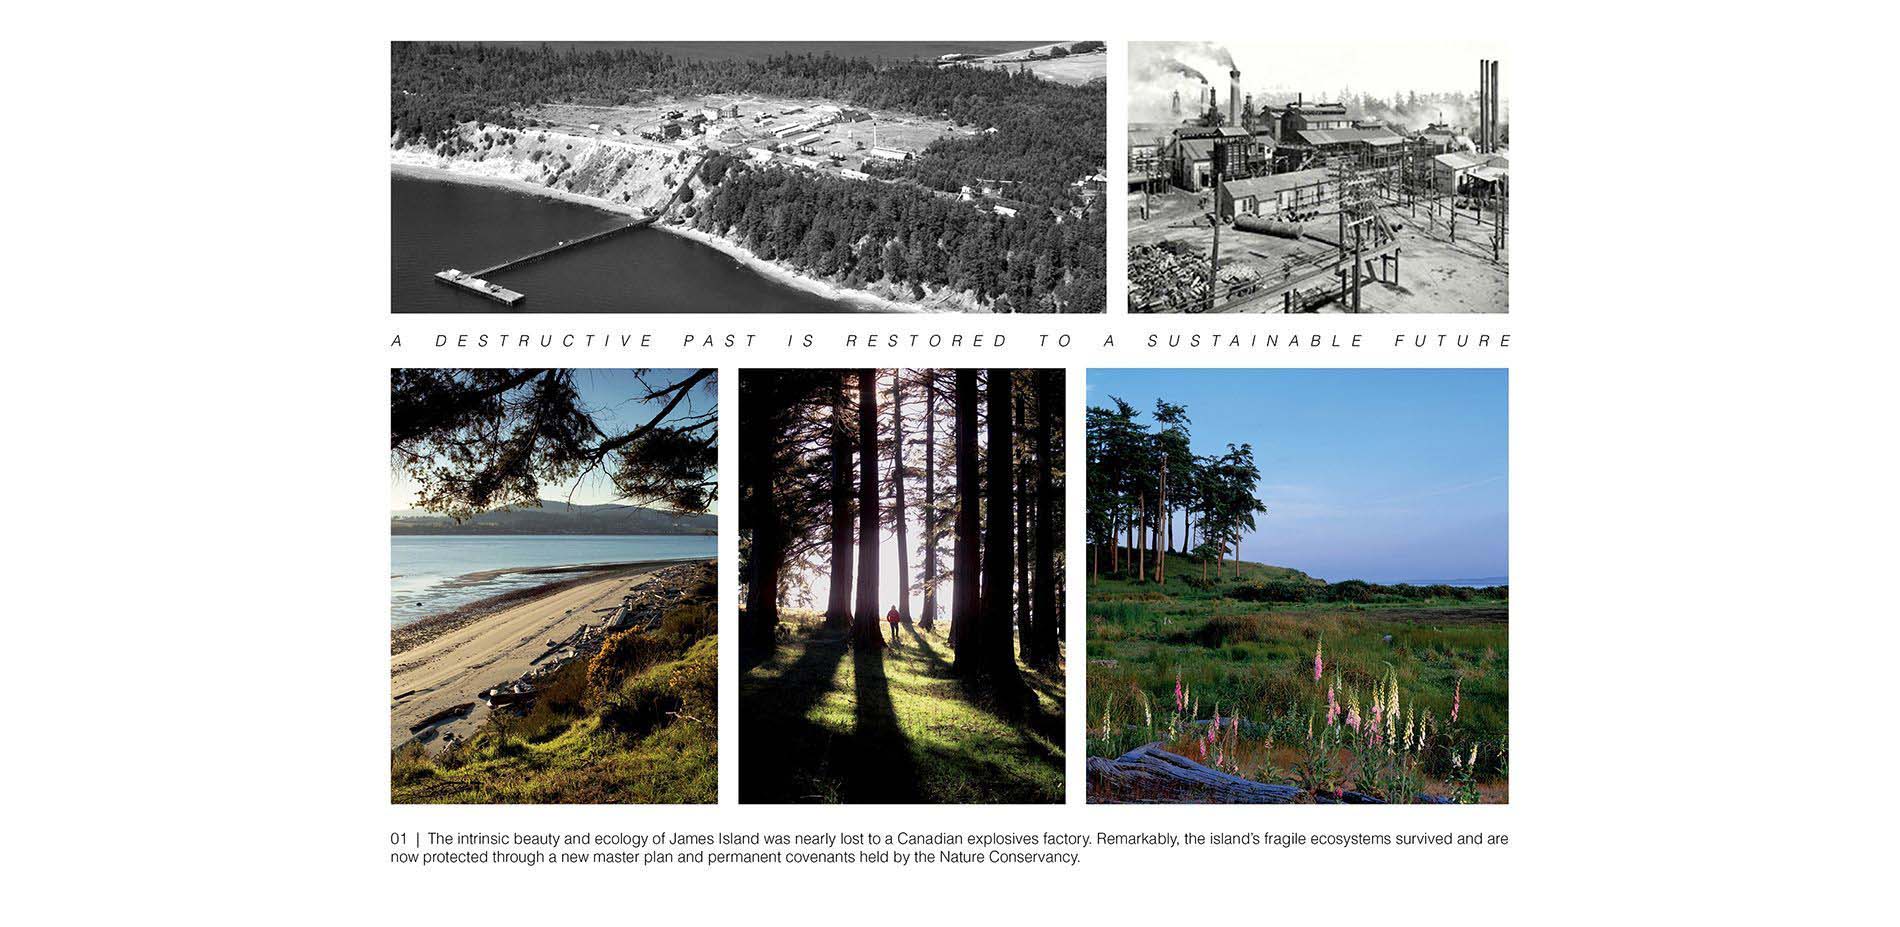 A DESTRUCTIVE PAST IS RESTORED TO A SUSTAINABLE FUTURE
01 | The intrinsic beauty and ecology of James Island was nearly lost to a Canadian explosives factory. Remarkably, the island's fragile ecosystems survived and are
now protected through a new master plan and permanent covenants held by the Nature Conservancy.